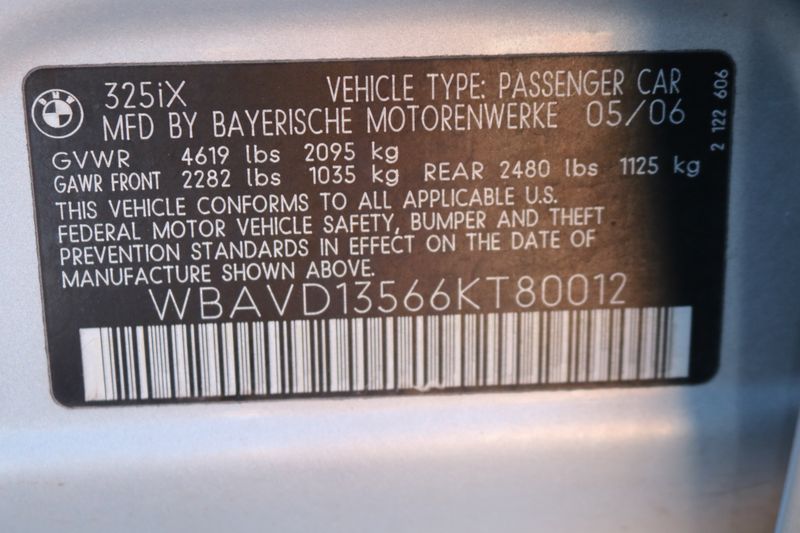 BMW
325iX VEHICLE TYPE: PASSENGER CAR
MFD BY BAYERISCHE MOTORENWERKE 05/06
GVWR 4619 lbs 2095 kg
GAWR FRONT 2282 lbs 1035 kg REAR 2480 lbs 1125 kg
THIS VEHICLE CONFORMS TO ALL APPLICABLE U.S.
FEDERAL MOTOR VEHICLE SAFETY, BUMPER AND THEFT
PREVENTION STANDARDS IN EFFECT ON THE DATE OF
MANUFACTURE SHOWN ABOVE.
WBAVD13566KT80012
2 122 606